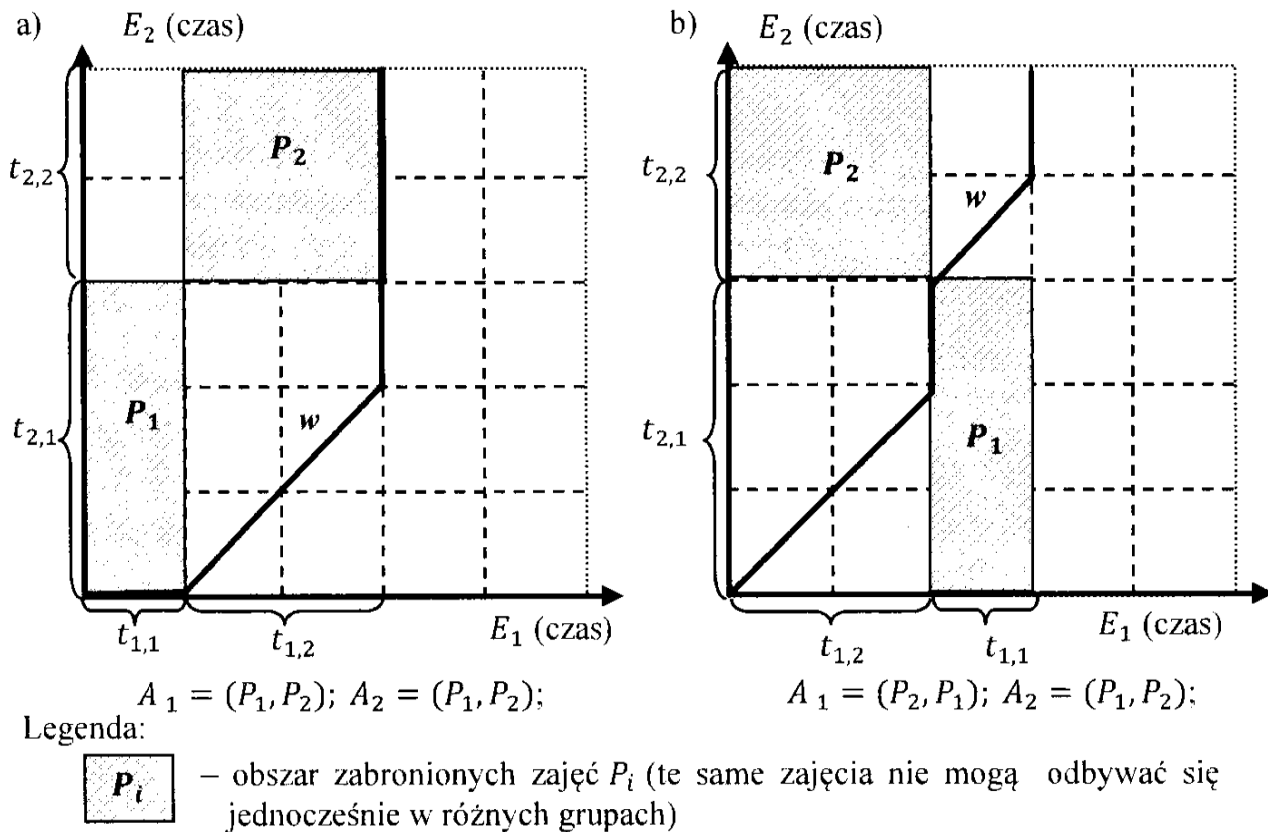 a) E₂ (czas)
P₂
t₂,₂
P₁
w
t₂,₁
t₁,₁
t₁,₂
E₁ (czas)
A₁ = (P₁, P₂); A₂ = (P₁, P₂);
b) E₂ (czas)
P₂
w
t₂,₂
t₂,₁
P₁
t₁,₂
t₁,₁
E₁ (czas)
A₁ = (P₂, P₁); A₂ = (P₁, P₂);
Legenda:
Pᵢ – obszar zabronionych zajęć Pᵢ (te same zajęcia nie mogą odbywać się
jednocześnie w różnych grupach)